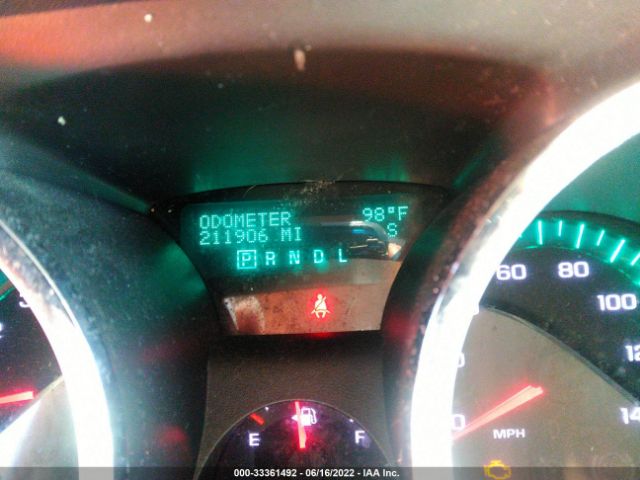 ODOMETER 98°F
211906 MI S
P R N D L
60 80 100
E F
MPH
000-33361492 - 06/16/2022 - IAA Inc.